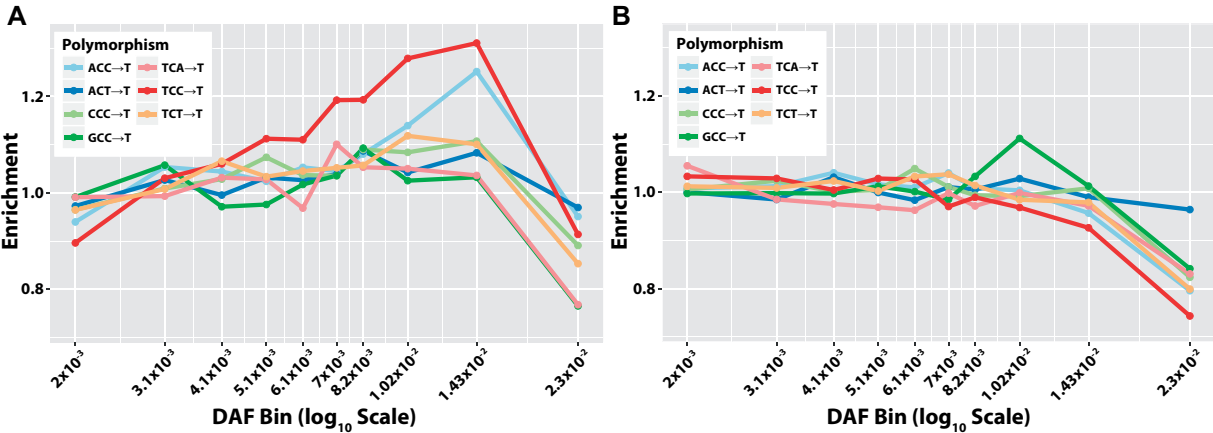 A
Polymorphism
ACC→T TCA→T
ACT→T TCC→T
CCC→T TCT→T
GCC→T
Enrichment
1.2
1.0
0.8
2x10⁻³ 3.1x10⁻³ 4.1x10⁻³ 5.1x10⁻³ 6.1x10⁻³ 7x10⁻³ 8.2x10⁻³ 1.02x10⁻² 1.43x10⁻² 2.3x10⁻²
DAF Bin (log₁₀ Scale)
B
Polymorphism
ACC→T TCA→T
ACT→T TCC→T
CCC→T TCT→T
GCC→T
Enrichment
1.2
1.0
0.8
2x10⁻³ 3.1x10⁻³ 4.1x10⁻³ 5.1x10⁻³ 6.1x10⁻³ 7x10⁻³ 8.2x10⁻³ 1.02x10⁻² 1.43x10⁻² 2.3x10⁻²
DAF Bin (log₁₀ Scale)